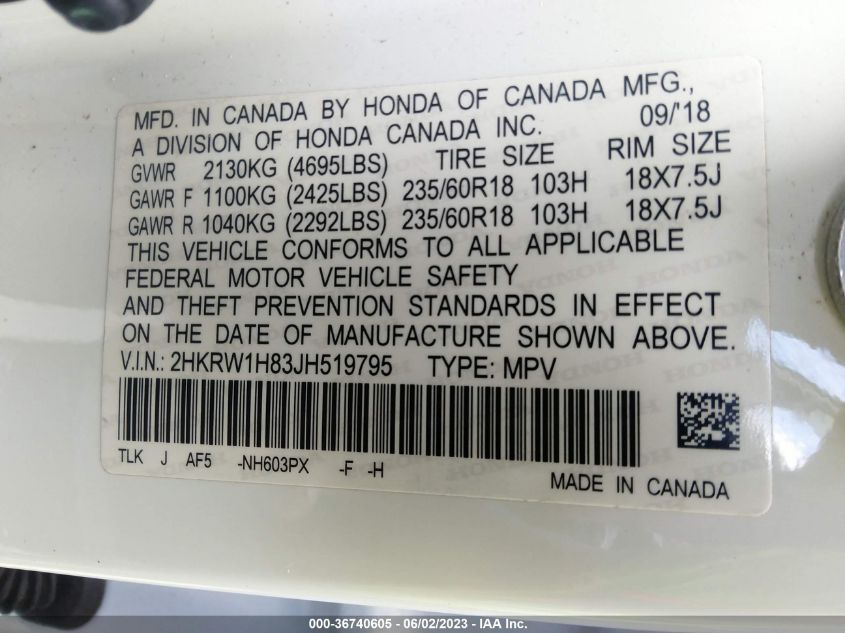 MFD. IN CANADA BY HONDA OF CANADA MFG.,
A DIVISION OF HONDA CANADA INC. 09/'18
GVWR 2130KG (4695LBS) TIRE SIZE RIM SIZE
GAWR F 1100KG (2425LBS) 235/60R18 103H 18X7.5J
GAWR R 1040KG (2292LBS) 235/60R18 103H 18X7.5J
THIS VEHICLE CONFORMS TO ALL APPLICABLE
FEDERAL MOTOR VEHICLE SAFETY
AND THEFT PREVENTION STANDARDS IN EFFECT
ON THE DATE OF MANUFACTURE SHOWN ABOVE.
V.I.N.: 2HKRW1H83JH519795 TYPE: MPV
TLK J AF5 -NH603PX -F -H
MADE IN CANADA
000-36740605 - 06/02/2023 - IAA Inc.